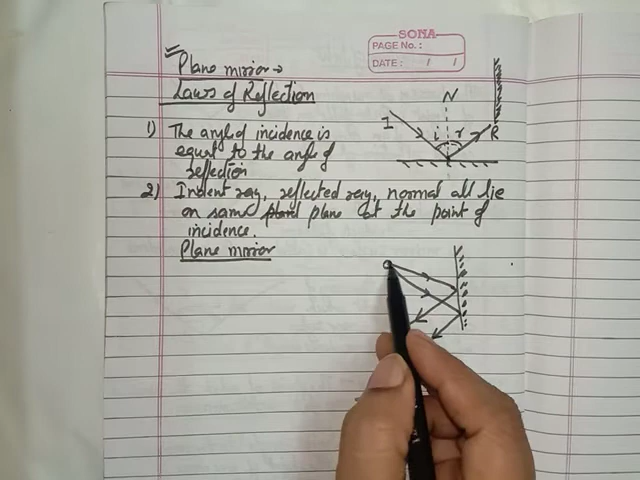 SONA
PAGE No.:
DATE: / /
Plane mirror →
Laws of Reflection
N
I
i
r
R
1) The angle of incidence is
equal to the angle of
reflection
2) Indent ray, reflected ray, normal all lie
on same plane at the point of
incidence.
Plane mirror